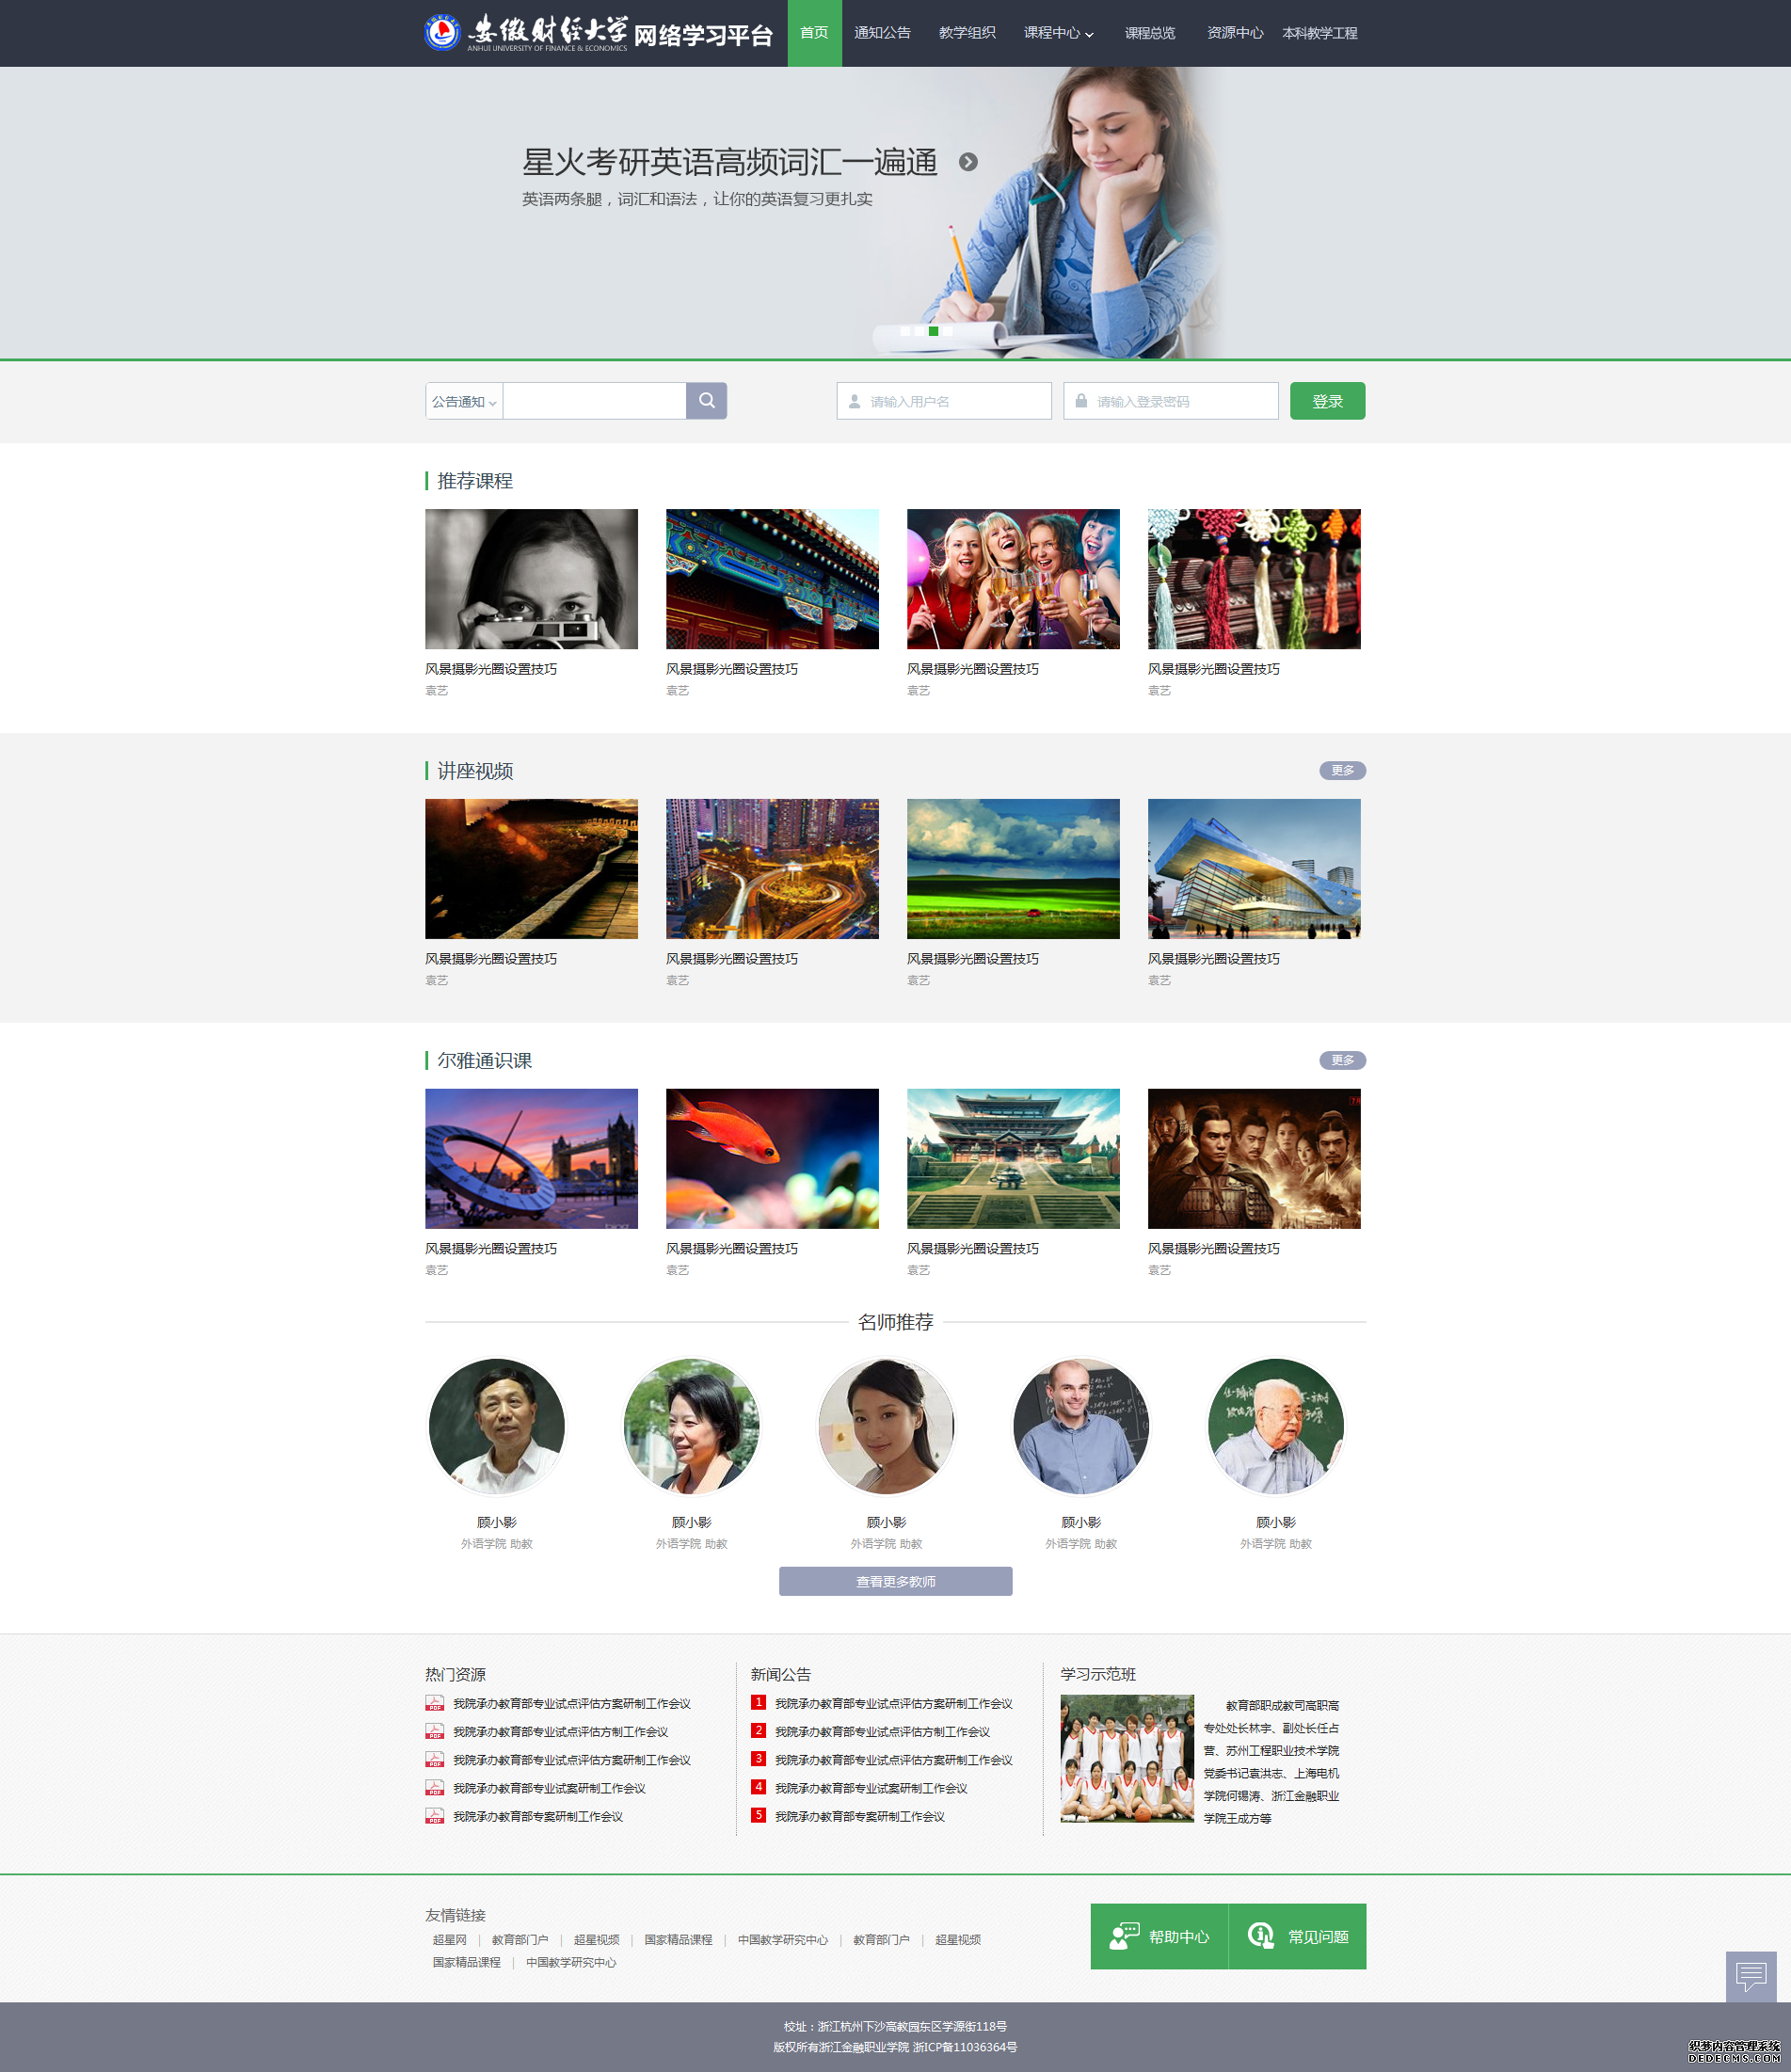 安徽财经大学 网络学习平台
ANHUI UNIVERSITY OF FINANCE & ECONOMICS
首页 通知公告 教学组织 课程中心 课程总览 资源中心 本科教学工程
星火考研英语高频词汇一遍通
英语两条腿，词汇和语法，让你的英语复习更扎实
公告通知 请输入用户名 请输入登录密码 登录
推荐课程
风景摄影光圈设置技巧 风景摄影光圈设置技巧 风景摄影光圈设置技巧 风景摄影光圈设置技巧
袁艺 袁艺 袁艺 袁艺
讲座视频 更多
风景摄影光圈设置技巧 风景摄影光圈设置技巧 风景摄影光圈设置技巧 风景摄影光圈设置技巧
袁艺 袁艺 袁艺 袁艺
尔雅通识课 更多
风景摄影光圈设置技巧 风景摄影光圈设置技巧 风景摄影光圈设置技巧 风景摄影光圈设置技巧
袁艺 袁艺 袁艺 袁艺
名师推荐
顾小影 顾小影 顾小影 顾小影 顾小影
外语学院 助教 外语学院 助教 外语学院 助教 外语学院 助教 外语学院 助教
查看更多教师
热门资源
我院承办教育部专业试点评估方案研制工作会议
我院承办教育部专业试点评估方制工作会议
我院承办教育部专业试点评估方案研制工作会议
我院承办教育部专业试案研制工作会议
我院承办教育部专案研制工作会议
新闻公告
1 我院承办教育部专业试点评估方案研制工作会议
2 我院承办教育部专业试点评估方制工作会议
3 我院承办教育部专业试点评估方案研制工作会议
4 我院承办教育部专业试案研制工作会议
5 我院承办教育部专案研制工作会议
学习示范班
教育部职成教司高职高
专处处长林宇、副处长任占
营、苏州工程职业技术学院
党委书记袁洪志、上海电机
学院何锡涛、浙江金融职业
学院王成方等
友情链接
超星网 | 教育部门户 | 超星视频 | 国家精品课程 | 中国教学研究中心 | 教育部门户 | 超星视频
国家精品课程 | 中国教学研究中心
帮助中心 常见问题
校址：浙江杭州下沙高教园东区学源街118号
版权所有浙江金融职业学院 浙ICP备11036364号
织梦内容管理系统
DEDECMS.COM